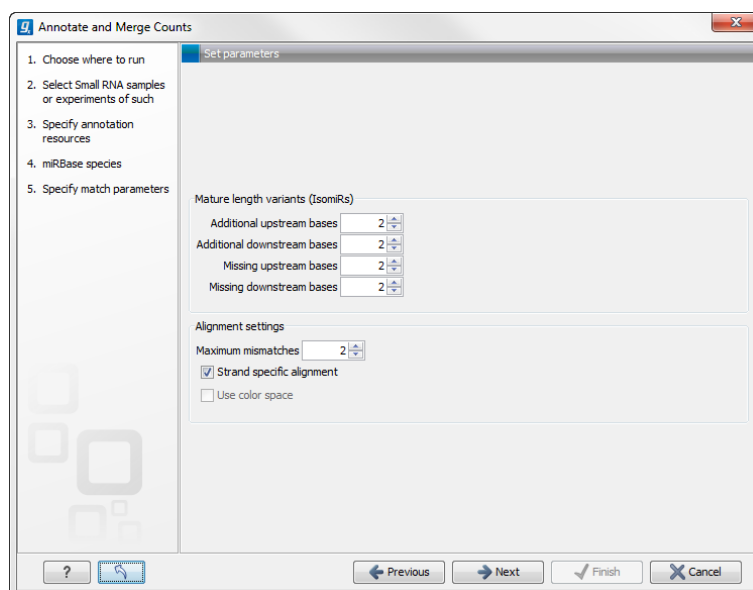 Annotate and Merge Counts
1. Choose where to run
2. Select Small RNA samples
or experiments of such
3. Specify annotation
resources
4. miRBase species
5. Specify match parameters
Set parameters
Mature length variants (IsomiRs)
Additional upstream bases 2
Additional downstream bases 2
Missing upstream bases 2
Missing downstream bases 2
Alignment settings
Maximum mismatches 2
Strand specific alignment
Use color space
? Previous Next Finish Cancel